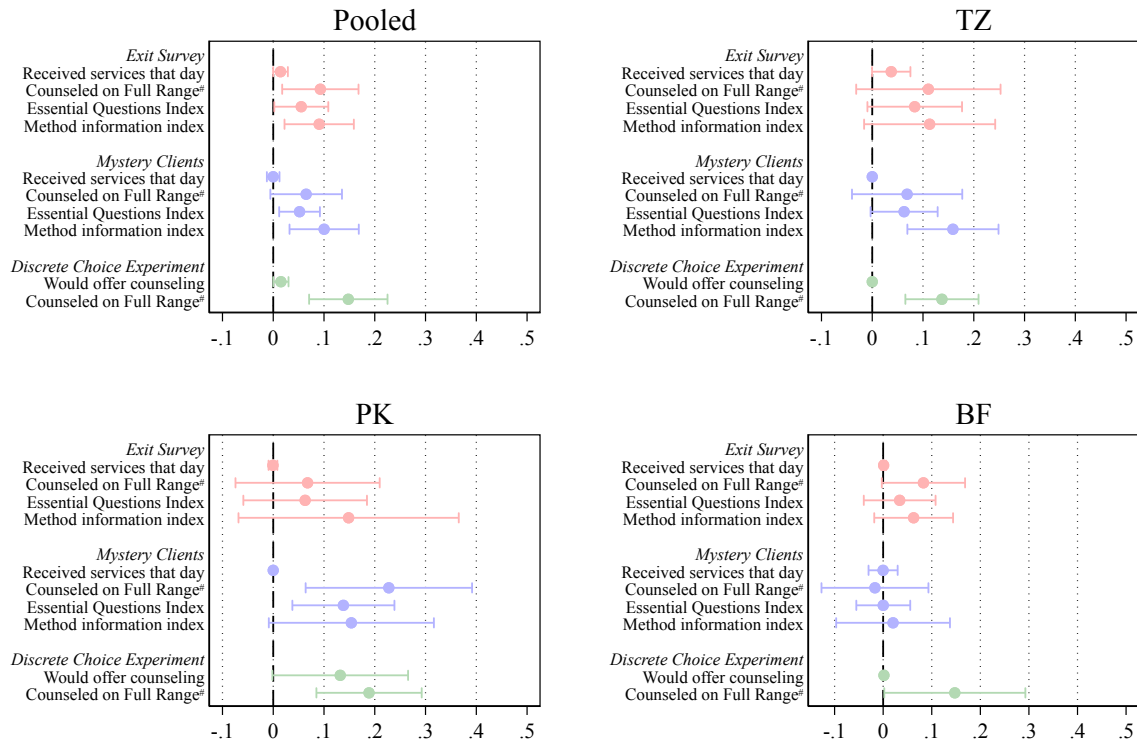 Pooled
Exit Survey
Received services that day
Counseled on Full Range#
Essential Questions Index
Method information index
Mystery Clients
Received services that day
Counseled on Full Range#
Essential Questions Index
Method information index
Discrete Choice Experiment
Would offer counseling
Counseled on Full Range#
-.1 0 .1 .2 .3 .4 .5
TZ
Exit Survey
Received services that day
Counseled on Full Range#
Essential Questions Index
Method information index
Mystery Clients
Received services that day
Counseled on Full Range#
Essential Questions Index
Method information index
Discrete Choice Experiment
Would offer counseling
Counseled on Full Range#
-.1 0 .1 .2 .3 .4 .5
PK
Exit Survey
Received services that day
Counseled on Full Range#
Essential Questions Index
Method information index
Mystery Clients
Received services that day
Counseled on Full Range#
Essential Questions Index
Method information index
Discrete Choice Experiment
Would offer counseling
Counseled on Full Range#
-.1 0 .1 .2 .3 .4 .5
BF
Exit Survey
Received services that day
Counseled on Full Range#
Essential Questions Index
Method information index
Mystery Clients
Received services that day
Counseled on Full Range#
Essential Questions Index
Method information index
Discrete Choice Experiment
Would offer counseling
Counseled on Full Range#
-.1 0 .1 .2 .3 .4 .5